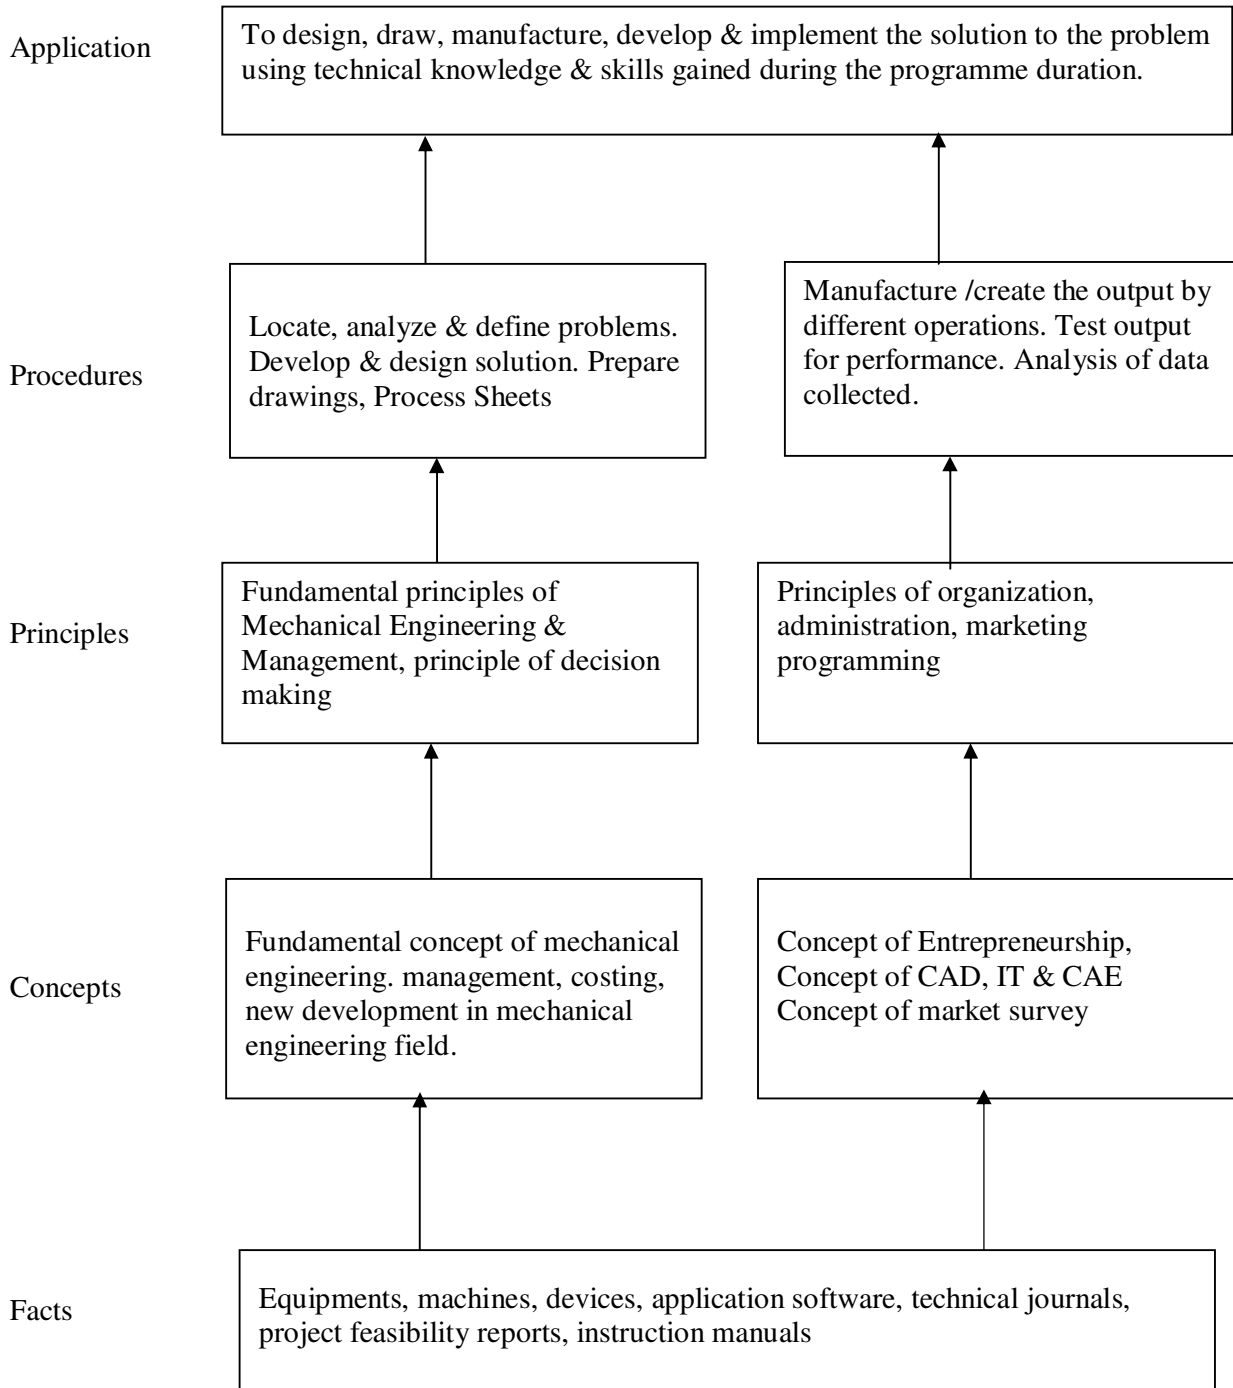 Application
To design, draw, manufacture, develop & implement the solution to the problem
using technical knowledge & skills gained during the programme duration.
Procedures
Locate, analyze & define problems.
Develop & design solution. Prepare
drawings, Process Sheets
Manufacture /create the output by
different operations. Test output
for performance. Analysis of data
collected.
Principles
Fundamental principles of
Mechanical Engineering &
Management, principle of decision
making
Principles of organization,
administration, marketing
programming
Concepts
Fundamental concept of mechanical
engineering. management, costing,
new development in mechanical
engineering field.
Concept of Entrepreneurship,
Concept of CAD, IT & CAE
Concept of market survey
Facts
Equipments, machines, devices, application software, technical journals,
project feasibility reports, instruction manuals